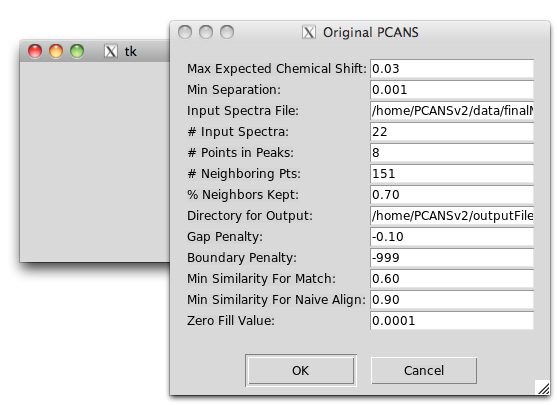 tk
Original PCANS
Max Expected Chemical Shift: 0.03
Min Separation: 0.001
Input Spectra File: /home/PCANSv2/data/final
# Input Spectra: 22
# Points in Peaks: 8
# Neighboring Pts: 151
% Neighbors Kept: 0.70
Directory for Output: /home/PCANSv2/outputFile
Gap Penalty: -0.10
Boundary Penalty: -999
Min Similarity For Match: 0.60
Min Similarity For Naive Align: 0.90
Zero Fill Value: 0.0001
OK Cancel